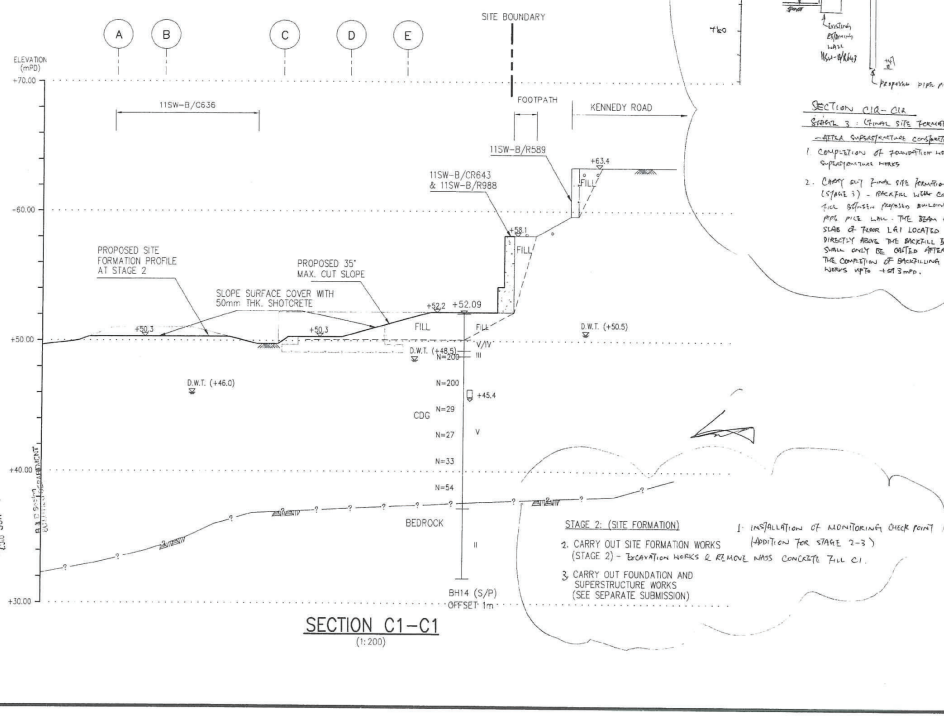 SITE BOUNDARY
A
B
C
D
E
ELEVATION
(mPD)
+70.00
+60.00
+50.00
+40.00
+30.00
11SW-B/C636
FOOTPATH
KENNEDY ROAD
11SW-B/R589
+63.4
FILL
11SW-B/CR643
& 11SW-B/R988
+58.1
FILL
PROPOSED SITE
FORMATION PROFILE
AT STAGE 2
PROPOSED 35°
MAX. CUT SLOPE
SLOPE SURFACE COVER WITH
50mm THK. SHOTCRETE
+52.2
+52.09
+50.3
+50.3
FILL
FILL
D.W.T. (+50.5)
V/IV
D.W.T. (+48.5)
III
N=200
D.W.T. (+46.0)
N=200
+45.4
CDG
N=29
N=27
V
N=33
N=54
BEDROCK
II
BH14 (S/P)
OFFSET 1m
SECTION C1-C1
(1:200)
STAGE 2: (SITE FORMATION)
1. INSTALLATION OF MONITORING CHECK POINT
(ADDITION FOR STAGE 2-3)
2. CARRY OUT SITE FORMATION WORKS
(STAGE 2) - EXCAVATION WORKS & REMOVE MASS CONCRETE FILL C1.
3. CARRY OUT FOUNDATION AND
SUPERSTRUCTURE WORKS
(SEE SEPARATE SUBMISSION)
760
EXISTING
WALL
PROPOSED PIPE
SECTION C1A-C1A
STAGE 3: (FINAL SITE FORMAT
- AFTER SUPERSTRUCTURE
1. COMPLETION OF FOUNDATION
SUPERSTRUCTURE WORKS
2. CARRY OUT FINAL SITE FORMATION
(STAGE 3) - BACKFILL WITH
FILL BETWEEN PROPOSED BUILDING
PIPE PILE WALL. THE BEAM
SLAB OF FLOOR LOCATED
DIRECTLY ABOVE THE BACKFILL
SHALL ONLY BE CASTED AFTER
THE COMPLETION OF BACKFILLING
WORKS UPTO